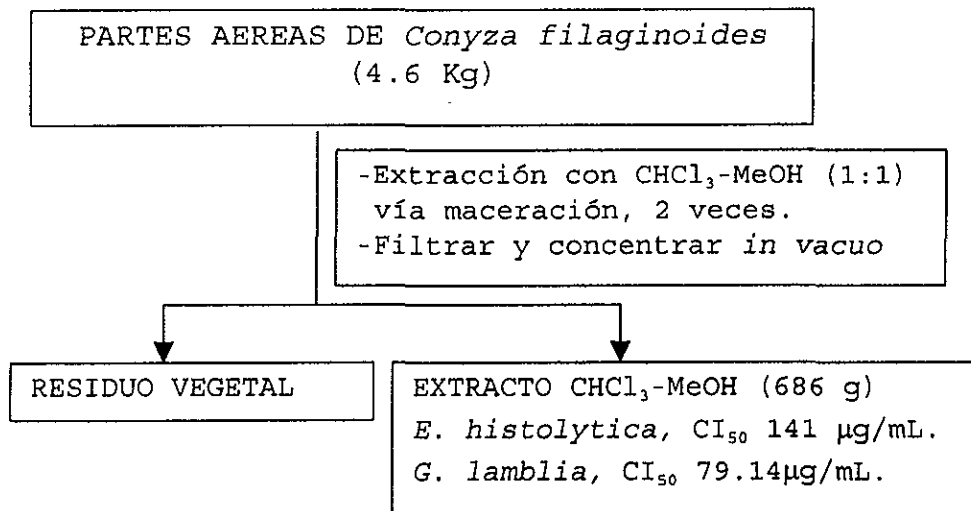 PARTES AEREAS DE Conyza filaginoides
(4.6 Kg)
-Extracción con CHCl₃-MeOH (1:1)
vía maceración, 2 veces.
-Filtrar y concentrar in vacuo
RESIDUO VEGETAL
EXTRACTO CHCl₃-MeOH (686 g)
E. histolytica, CI₅₀ 141 µg/mL.
G. lamblia, CI₅₀ 79.14µg/mL.